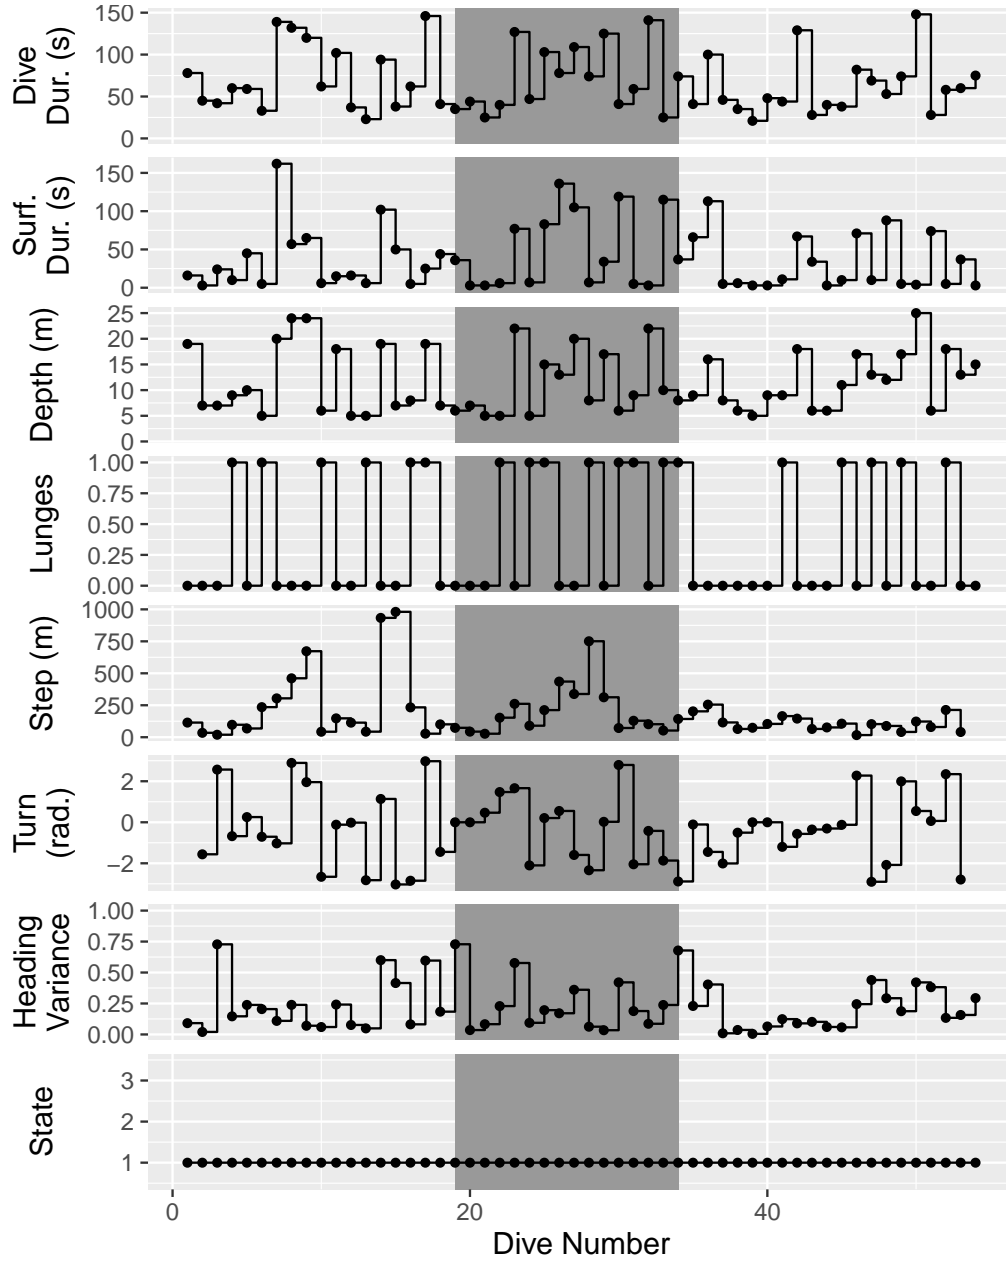 Dive
Dur. (s)
150
100
50
0
Surf.
Dur. (s)
150
100
50
0
Depth (m)
25
20
15
10
5
0
Lunges
1.00
0.75
0.50
0.25
0.00
Step (m)
1000
750
500
250
0
Turn
(rad.)
2
0
−2
Heading
Variance
1.00
0.75
0.50
0.25
0.00
State
3
2
1
0 20 40
Dive Number